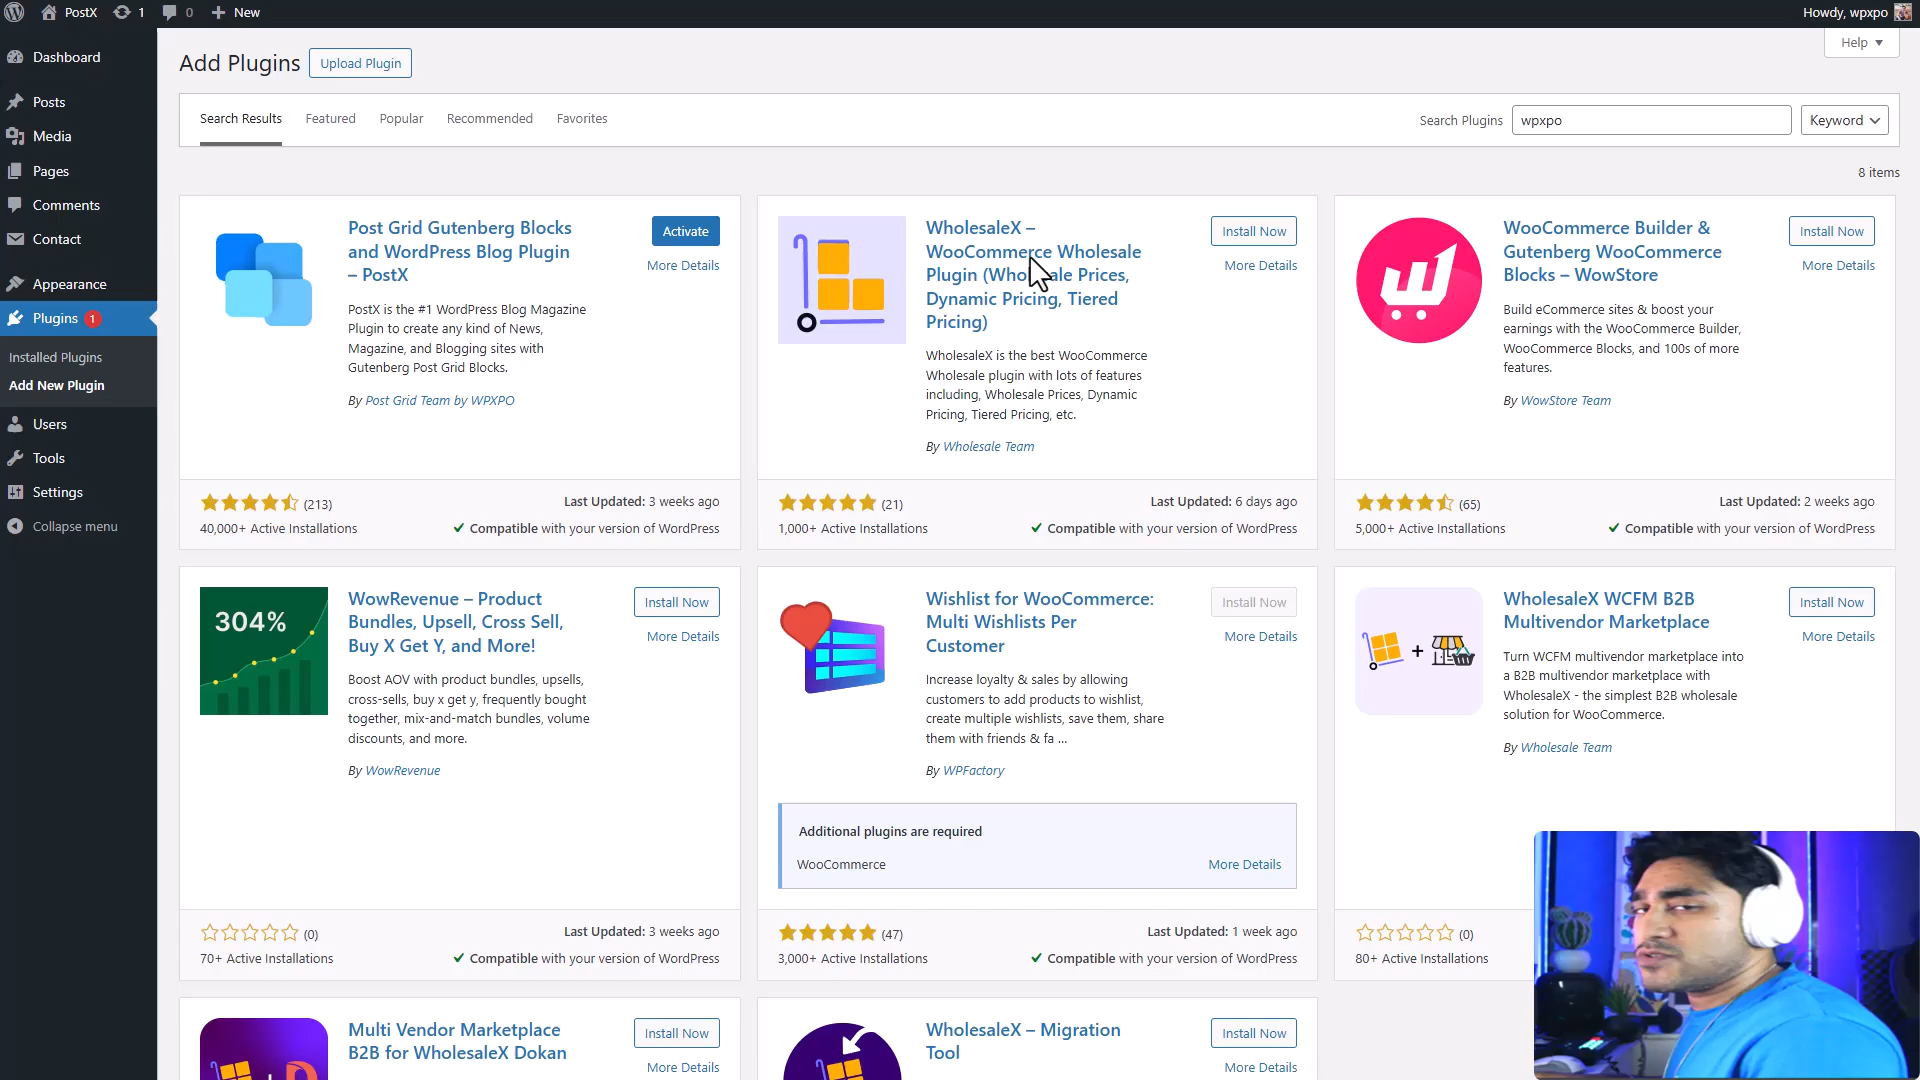 PostX
1
0
New
Howdy, wpxpo
Dashboard
Posts
Media
Pages
Comments
Contact
Appearance
Plugins 1
Installed Plugins
Add New Plugin
Users
Tools
Settings
Collapse menu
Help
Add Plugins
Upload Plugin
Search Results
Featured
Popular
Recommended
Favorites
Search Plugins
wpxpo
Keyword
8 items
Post Grid Gutenberg Blocks
and WordPress Blog Plugin
– PostX
Activate
More Details
PostX is the #1 WordPress Blog Magazine
Plugin to create any kind of News,
Magazine, and Blogging sites with
Gutenberg Post Grid Blocks.
By Post Grid Team by WPXPO
(213)
40,000+ Active Installations
Last Updated: 3 weeks ago
Compatible with your version of WordPress
WholesaleX –
WooCommerce Wholesale
Plugin (Wholesale Prices,
Dynamic Pricing, Tiered
Pricing)
Install Now
More Details
WholesaleX is the best WooCommerce
Wholesale plugin with lots of features
including, Wholesale Prices, Dynamic
Pricing, Tiered Pricing, etc.
By Wholesale Team
(21)
1,000+ Active Installations
Last Updated: 6 days ago
Compatible with your version of WordPress
WooCommerce Builder &
Gutenberg WooCommerce
Blocks – WowStore
Install Now
More Details
Build eCommerce sites & boost your
earnings with the WooCommerce Builder,
WooCommerce Blocks, and 100s of more
features.
By WowStore Team
(65)
5,000+ Active Installations
Last Updated: 2 weeks ago
Compatible with your version of WordPress
304%
WowRevenue – Product
Bundles, Upsell, Cross Sell,
Buy X Get Y, and More!
Install Now
More Details
Boost AOV with product bundles, upsells,
cross-sells, buy x get y, frequently bought
together, mix-and-match bundles, volume
discounts, and more.
By WowRevenue
(0)
70+ Active Installations
Last Updated: 3 weeks ago
Compatible with your version of WordPress
Wishlist for WooCommerce:
Multi Wishlists Per
Customer
Install Now
More Details
Increase loyalty & sales by allowing
customers to add products to wishlist,
create multiple wishlists, save them, share
them with friends & fa ...
By WPFactory
Additional plugins are required
WooCommerce
More Details
(47)
3,000+ Active Installations
Last Updated: 1 week ago
Compatible with your version of WordPress
WholesaleX WCFM B2B
Multivendor Marketplace
Install Now
More Details
Turn WCFM multivendor marketplace into
a B2B multivendor marketplace with
WholesaleX - the simplest B2B wholesale
solution for WooCommerce.
By Wholesale Team
(0)
80+ Active Installations
Multi Vendor Marketplace
B2B for WholesaleX Dokan
Install Now
More Details
WholesaleX – Migration
Tool
Install Now
More Details